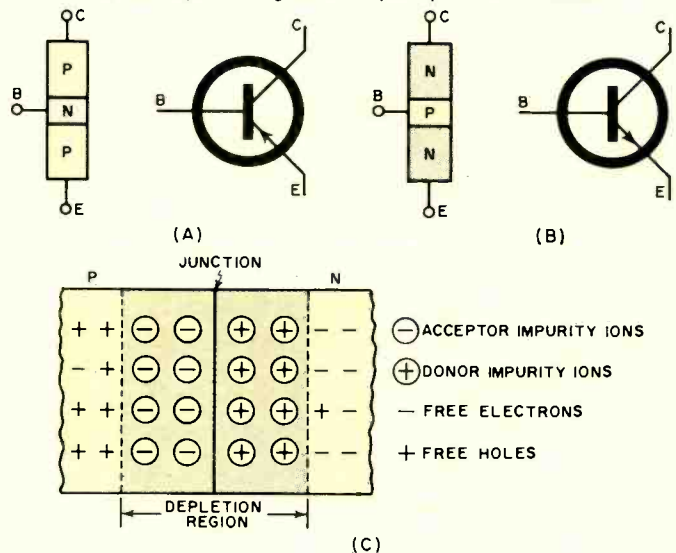 C
P
B
N
P
E
C
B
E
(A)
C
N
B
P
N
E
C
B
E
(B)
P
JUNCTION
N
+ + − − + + − −
− + − − + + − −
+ + − − + + + −
+ + − − + + − −
− ACCEPTOR IMPURITY IONS
+ DONOR IMPURITY IONS
− FREE ELECTRONS
+ FREE HOLES
DEPLETION
REGION
(C)